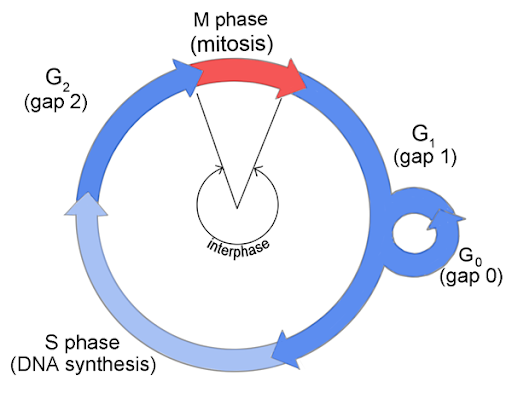 M phase
(mitosis)
G₂
(gap 2)
G₁
(gap 1)
G₀
(gap 0)
interphase
S phase
(DNA synthesis)